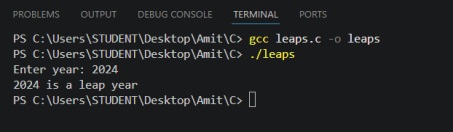 PROBLEMS OUTPUT DEBUG CONSOLE TERMINAL PORTS
PS C:\Users\STUDENT\Desktop\Amit\C> gcc leaps.c -o leaps
PS C:\Users\STUDENT\Desktop\Amit\C> ./leaps
Enter year: 2024
2024 is a leap year
PS C:\Users\STUDENT\Desktop\Amit\C>